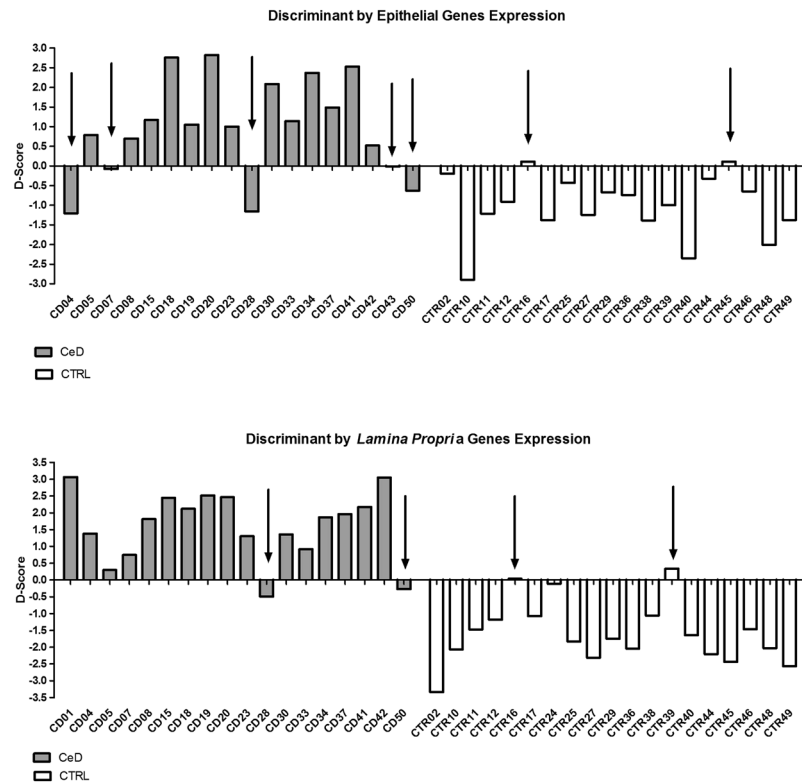 Discriminant by Epithelial Genes Expression
3.0
2.5
2.0
1.5
1.0
0.5
0.0
-0.5
-1.0
-1.5
-2.0
-2.5
-3.0
D-Score
CD04 CD05 CD07 CD08 CD15 CD18 CD19 CD20 CD23 CD28 CD30 CD33 CD34 CD37 CD41 CD42 CD43 CD50 CTR02 CTR10 CTR11 CTR12 CTR16 CTR17 CTR25 CTR27 CTR29 CTR36 CTR38 CTR39 CTR40 CTR44 CTR45 CTR46 CTR48 CTR49
CeD
CTRL
Discriminant by Lamina Propria Genes Expression
3.5
3.0
2.5
2.0
1.5
1.0
0.5
0.0
-0.5
-1.0
-1.5
-2.0
-2.5
-3.0
-3.5
D-Score
CD01 CD04 CD05 CD07 CD08 CD15 CD18 CD19 CD20 CD23 CD28 CD30 CD33 CD34 CD37 CD41 CD42 CD50 CTR02 CTR10 CTR11 CTR12 CTR16 CTR17 CTR24 CTR25 CTR27 CTR29 CTR36 CTR38 CTR39 CTR40 CTR44 CTR45 CTR46 CTR48 CTR49
CeD
CTRL